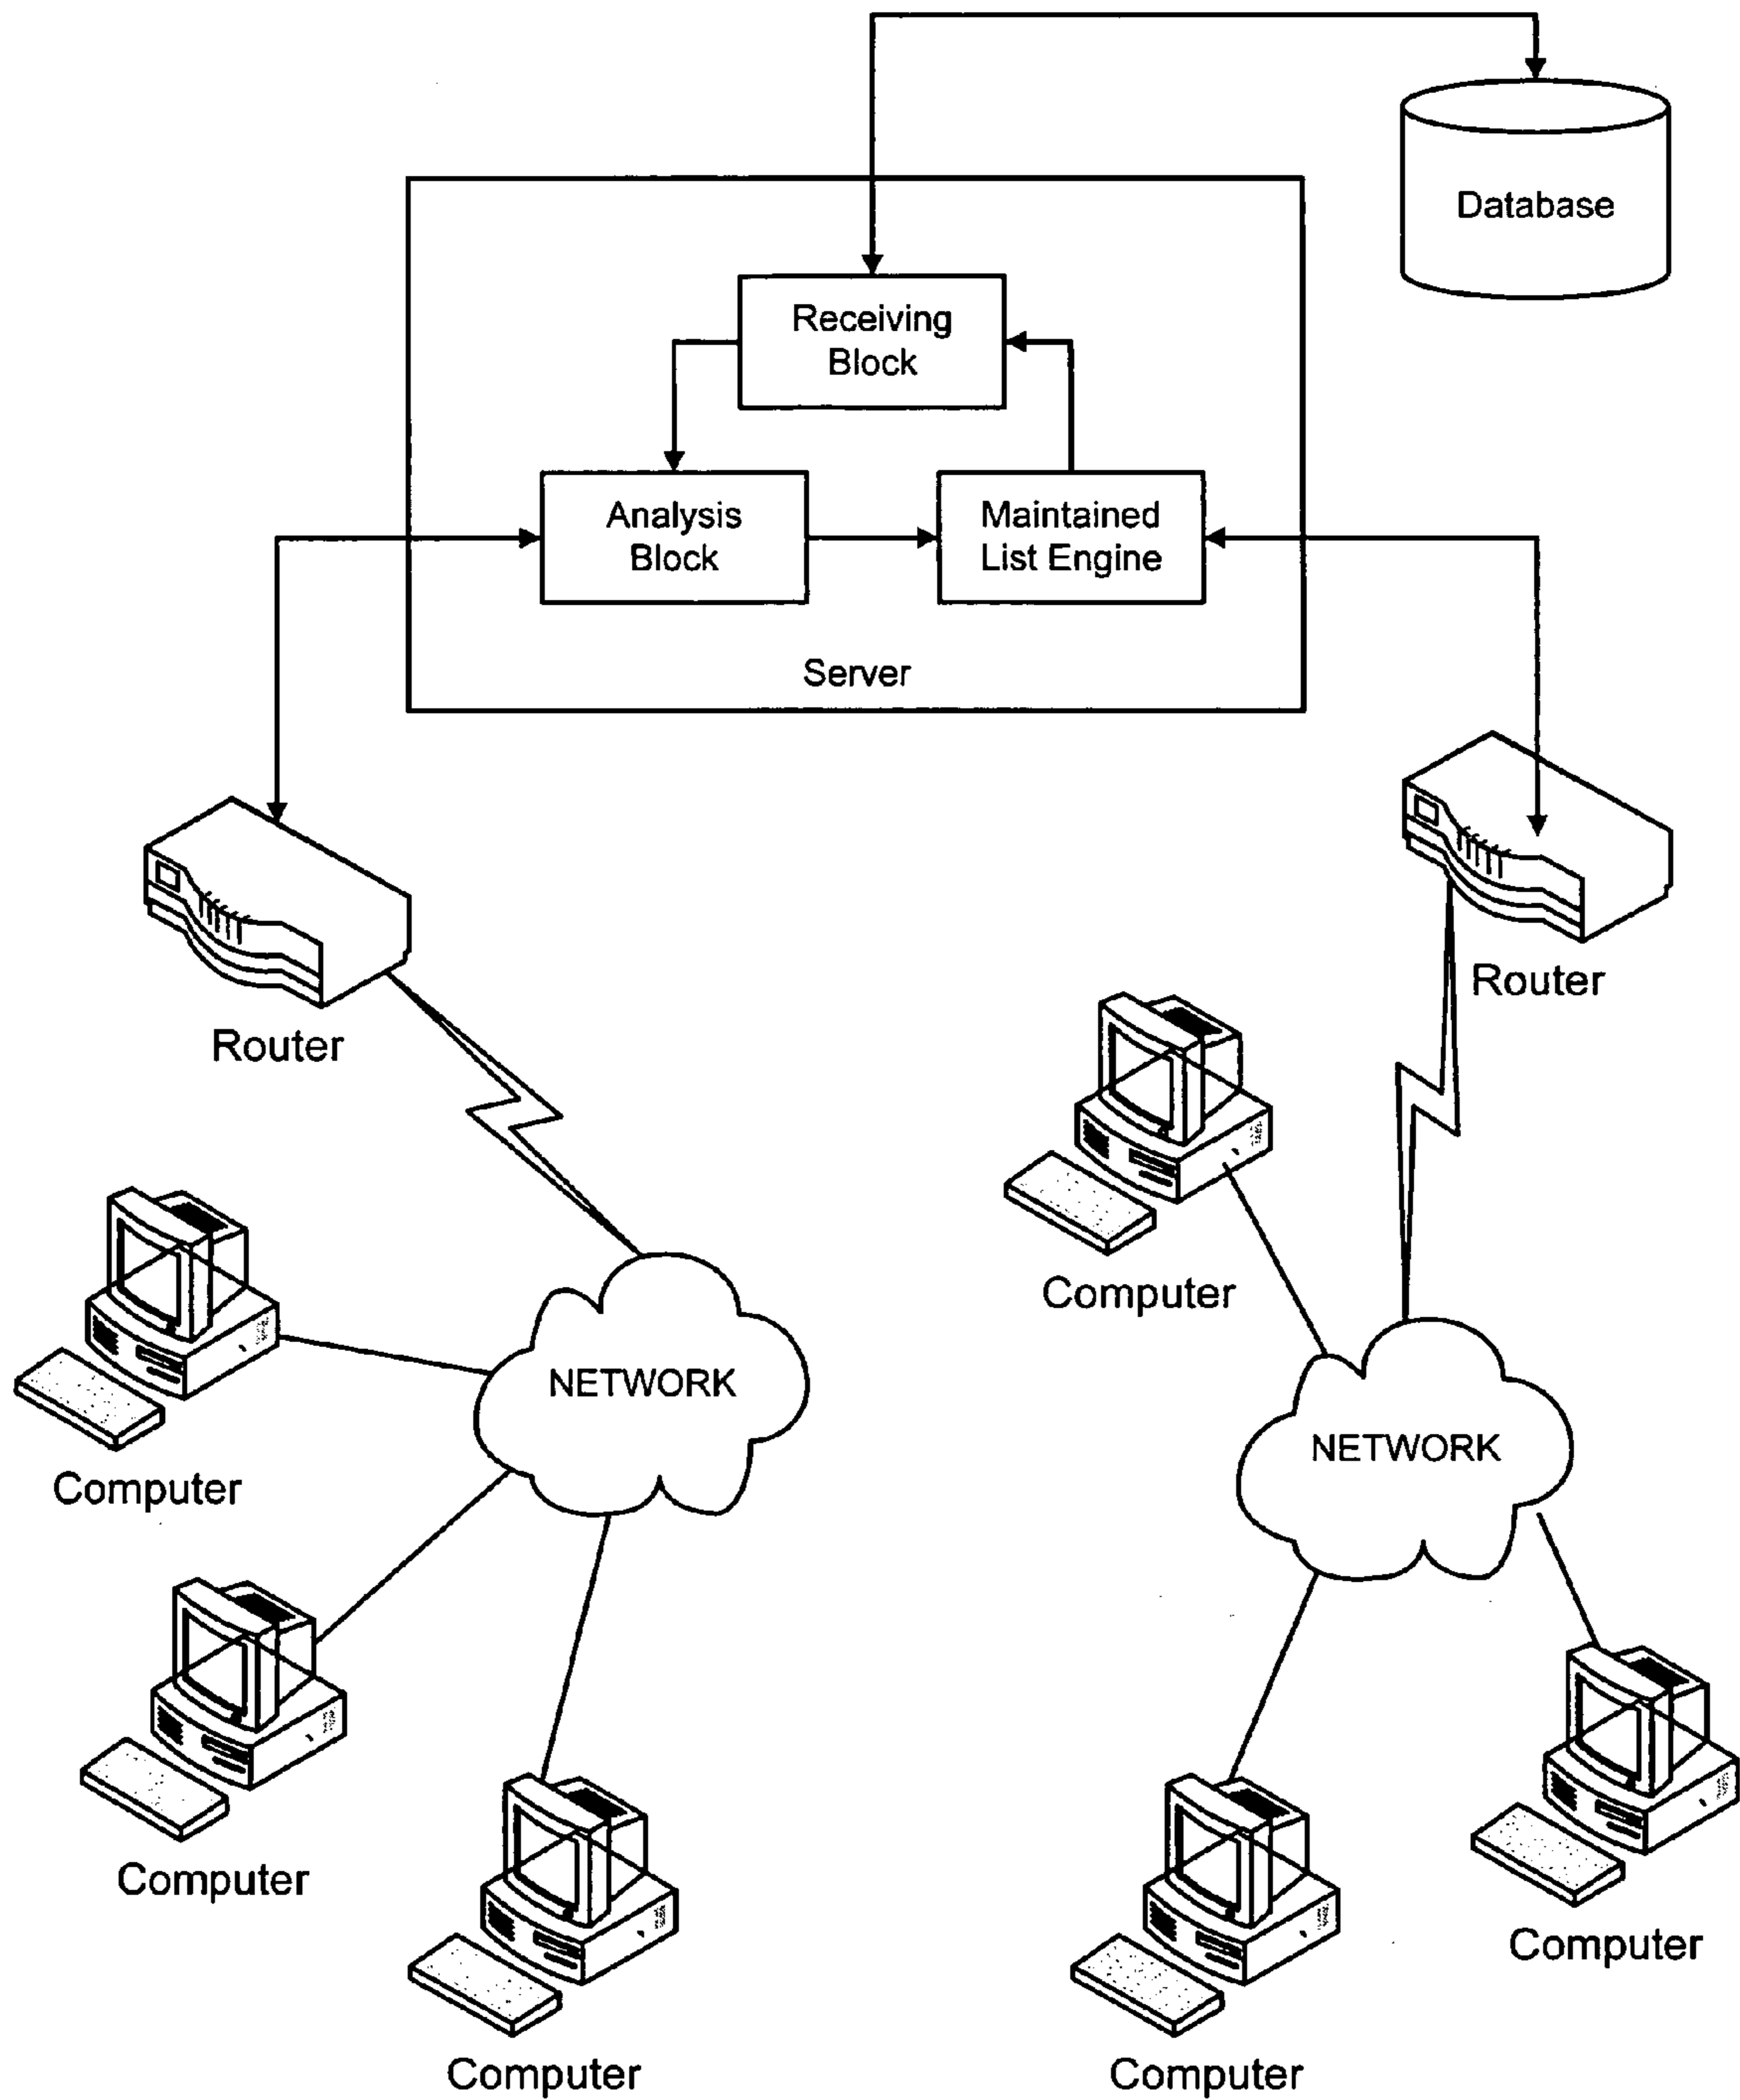 Database
Receiving
Block
Analysis
Block
Maintained
List Engine
Server
Router
Router
Computer
NETWORK
Computer
NETWORK
Computer
Computer
Computer
Computer